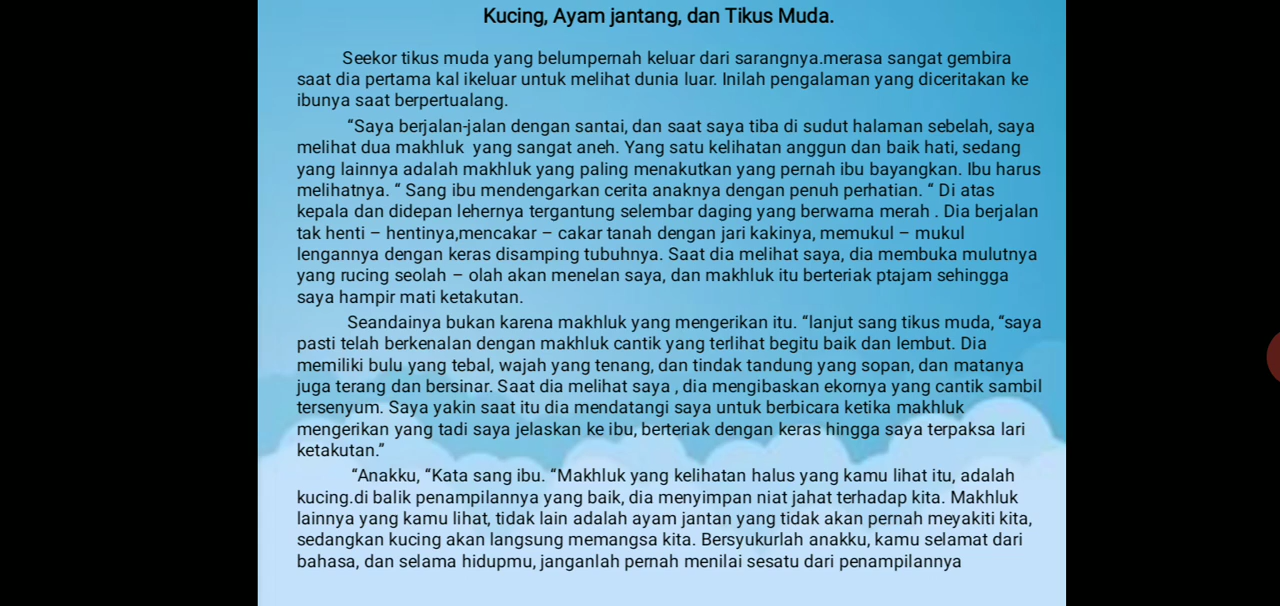 Kucing, Ayam jantang, dan Tikus Muda.
Seekor tikus muda yang belumpernah keluar dari sarangnya.merasa sangat gembira
saat dia pertama kal ikeluar untuk melihat dunia luar. Inilah pengalaman yang diceritakan ke
ibunya saat berpertualang.
“Saya berjalan-jalan dengan santai, dan saat saya tiba di sudut halaman sebelah, saya
melihat dua makhluk yang sangat aneh. Yang satu kelihatan anggun dan baik hati, sedang
yang lainnya adalah makhluk yang paling menakutkan yang pernah ibu bayangkan. Ibu harus
melihatnya. “ Sang ibu mendengarkan cerita anaknya dengan penuh perhatian. “ Di atas
kepala dan didepan lehernya tergantung selembar daging yang berwarna merah . Dia berjalan
tak henti – hentinya,mencakar – cakar tanah dengan jari kakinya, memukul – mukul
lengannya dengan keras disamping tubuhnya. Saat dia melihat saya, dia membuka mulutnya
yang rucing seolah – olah akan menelan saya, dan makhluk itu berteriak ptajam sehingga
saya hampir mati ketakutan.
Seandainya bukan karena makhluk yang mengerikan itu. “lanjut sang tikus muda, “saya
pasti telah berkenalan dengan makhluk cantik yang terlihat begitu baik dan lembut. Dia
memiliki bulu yang tebal, wajah yang tenang, dan tindak tandung yang sopan, dan matanya
juga terang dan bersinar. Saat dia melihat saya , dia mengibaskan ekornya yang cantik sambil
tersenyum. Saya yakin saat itu dia mendatangi saya untuk berbicara ketika makhluk
mengerikan yang tadi saya jelaskan ke ibu, berteriak dengan keras hingga saya terpaksa lari
ketakutan.”
“Anakku, “Kata sang ibu. “Makhluk yang kelihatan halus yang kamu lihat itu, adalah
kucing.di balik penampilannya yang baik, dia menyimpan niat jahat terhadap kita. Makhluk
lainnya yang kamu lihat, tidak lain adalah ayam jantan yang tidak akan pernah meyakiti kita,
sedangkan kucing akan langsung memangsa kita. Bersyukurlah anakku, kamu selamat dari
bahasa, dan selama hidupmu, janganlah pernah menilai sesatu dari penampilannya